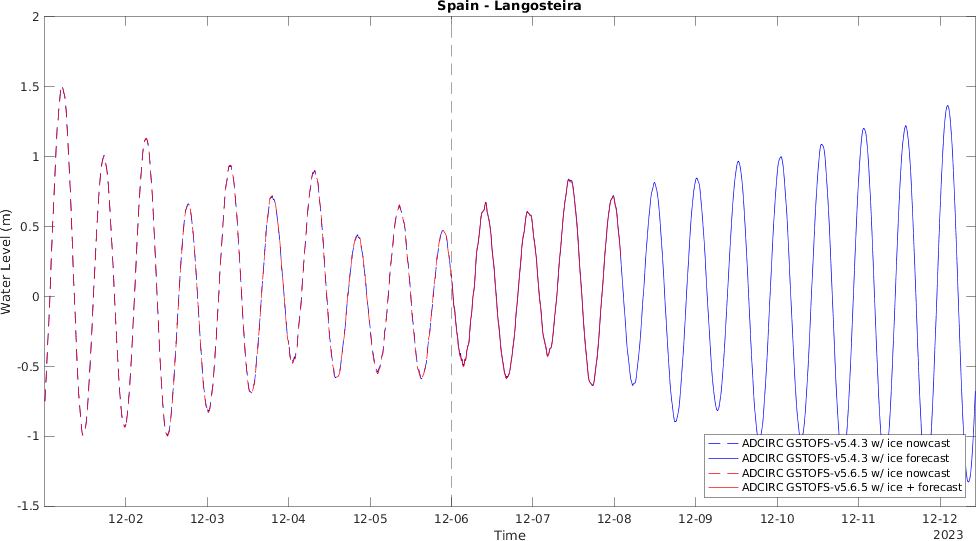 Spain - Langosteira
2
1.5
1
0.5
0
-0.5
-1
-1.5
Water Level (m)
ADCIRC GSTOFS-v5.4.3 w/ ice nowcast
ADCIRC GSTOFS-v5.4.3 w/ ice forecast
ADCIRC GSTOFS-v5.6.5 w/ ice nowcast
ADCIRC GSTOFS-v5.6.5 w/ ice + forecast
12-02 12-03 12-04 12-05 12-06 12-07 12-08 12-09 12-10 12-11 12-12
Time
2023